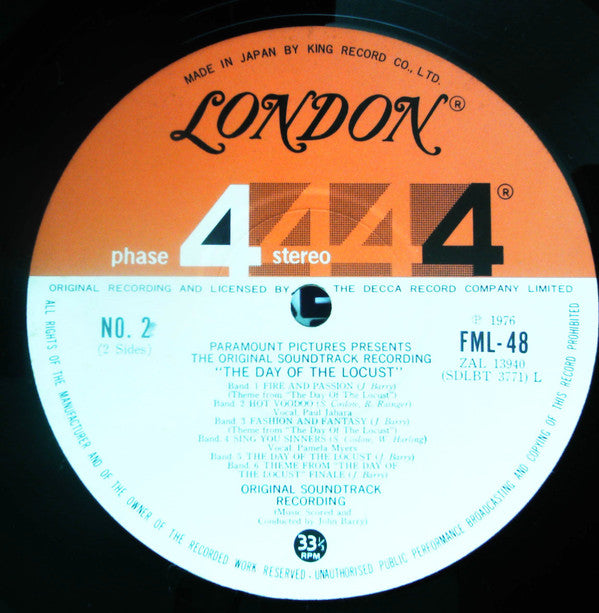 MADE IN JAPAN BY KING RECORD CO., LTD.
LONDON®
phase 4 stereo 4 4 4®
ORIGINAL RECORDING AND LICENSED BY THE DECCA RECORD COMPANY LIMITED
NO. 2
(2 Sides)
℗ 1976
FML-48
ZAL 13940
(SDLBT 3771) L
PARAMOUNT PICTURES PRESENTS
THE ORIGINAL SOUNDTRACK RECORDING
"THE DAY OF THE LOCUST"
Band. 1 FIRE AND PASSION (J. Barry)
(Theme from "The Day Of The Locust")
Band. 2 HOT VOODOO (S. Coslow, R. Rainger)
Vocal: Paul Jabara
Band. 3 FASHION AND FANTASY (J. Barry)
(Theme from "The Day Of The Locust")
Band. 4 SING YOU SINNERS (S. Coslow, W. Harling)
Vocal: Pamela Myers
Band. 5 THE DAY OF THE LOCUST (J. Barry)
Band. 6 THEME FROM "THE DAY OF
THE LOCUST" FINALE (J. Barry)
ORIGINAL SOUNDTRACK
RECORDING
(Music Scored and
Conducted by John Barry)
33⅓
RPM
ALL RIGHTS OF THE MANUFACTURER AND OF THE OWNER OF THE RECORDED WORK RESERVED · UNAUTHORISED PUBLIC PERFORMANCE BROADCASTING AND COPYING OF THIS RECORD PROHIBITED